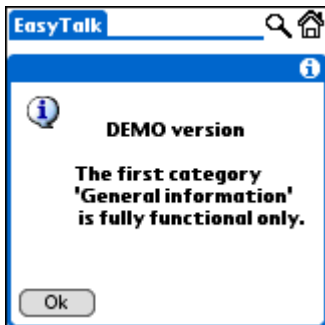 EasyTalk
DEMO version
The first category
'General information'
is fully functional only.
Ok